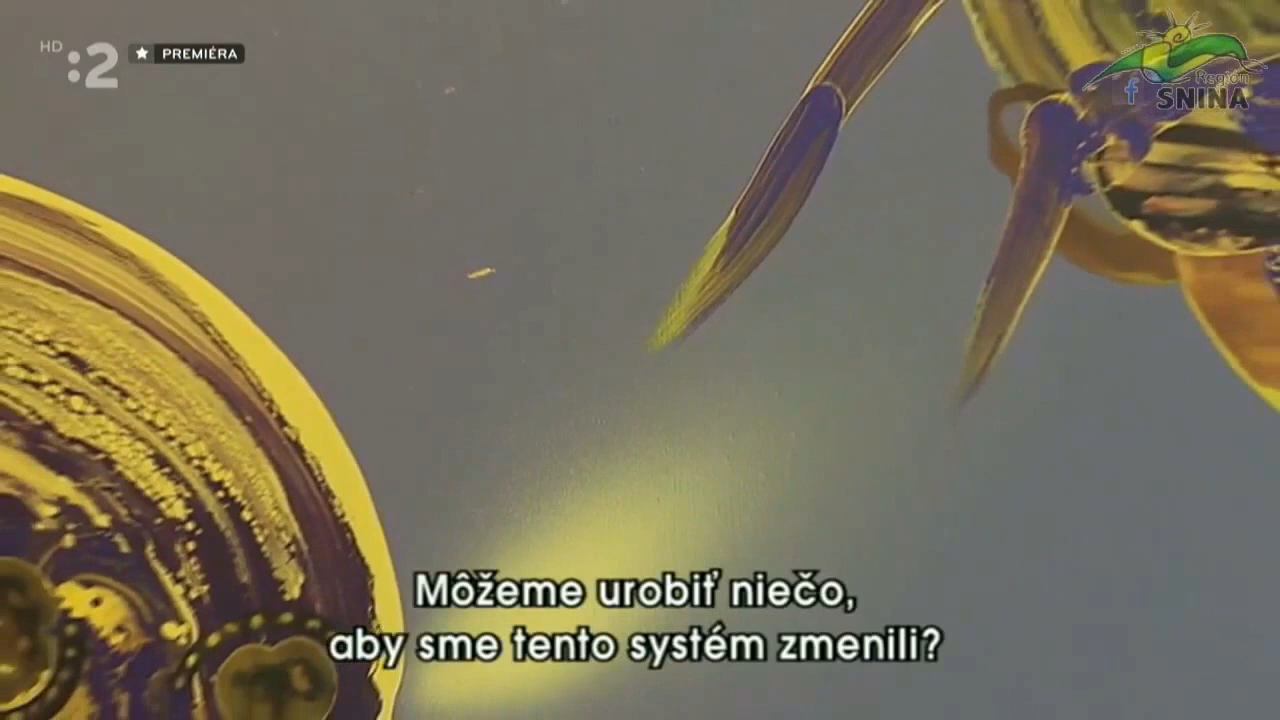 HD
:2
PREMIÉRA
Región
f
SNINA
Môžeme urobiť niečo,
aby sme tento systém zmenili?